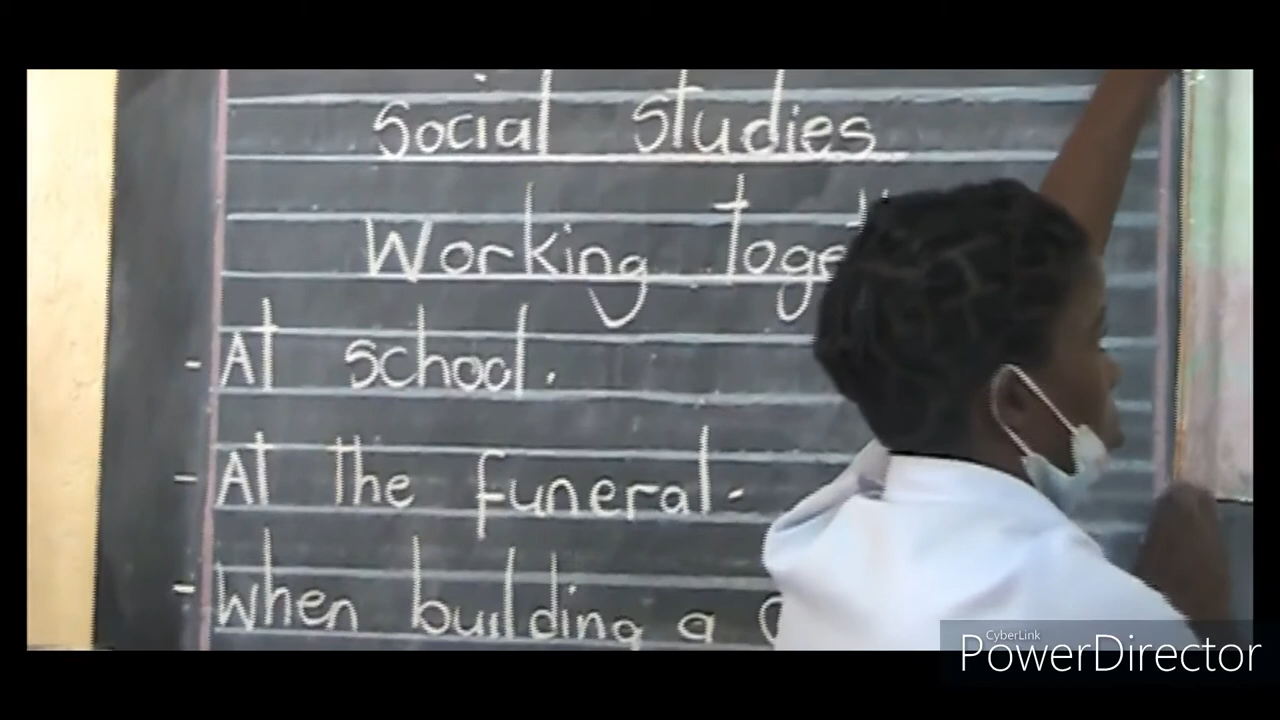 Social Studies
Working
- At school.
- At the funeral.
- When building a
CyberLink
PowerDirector